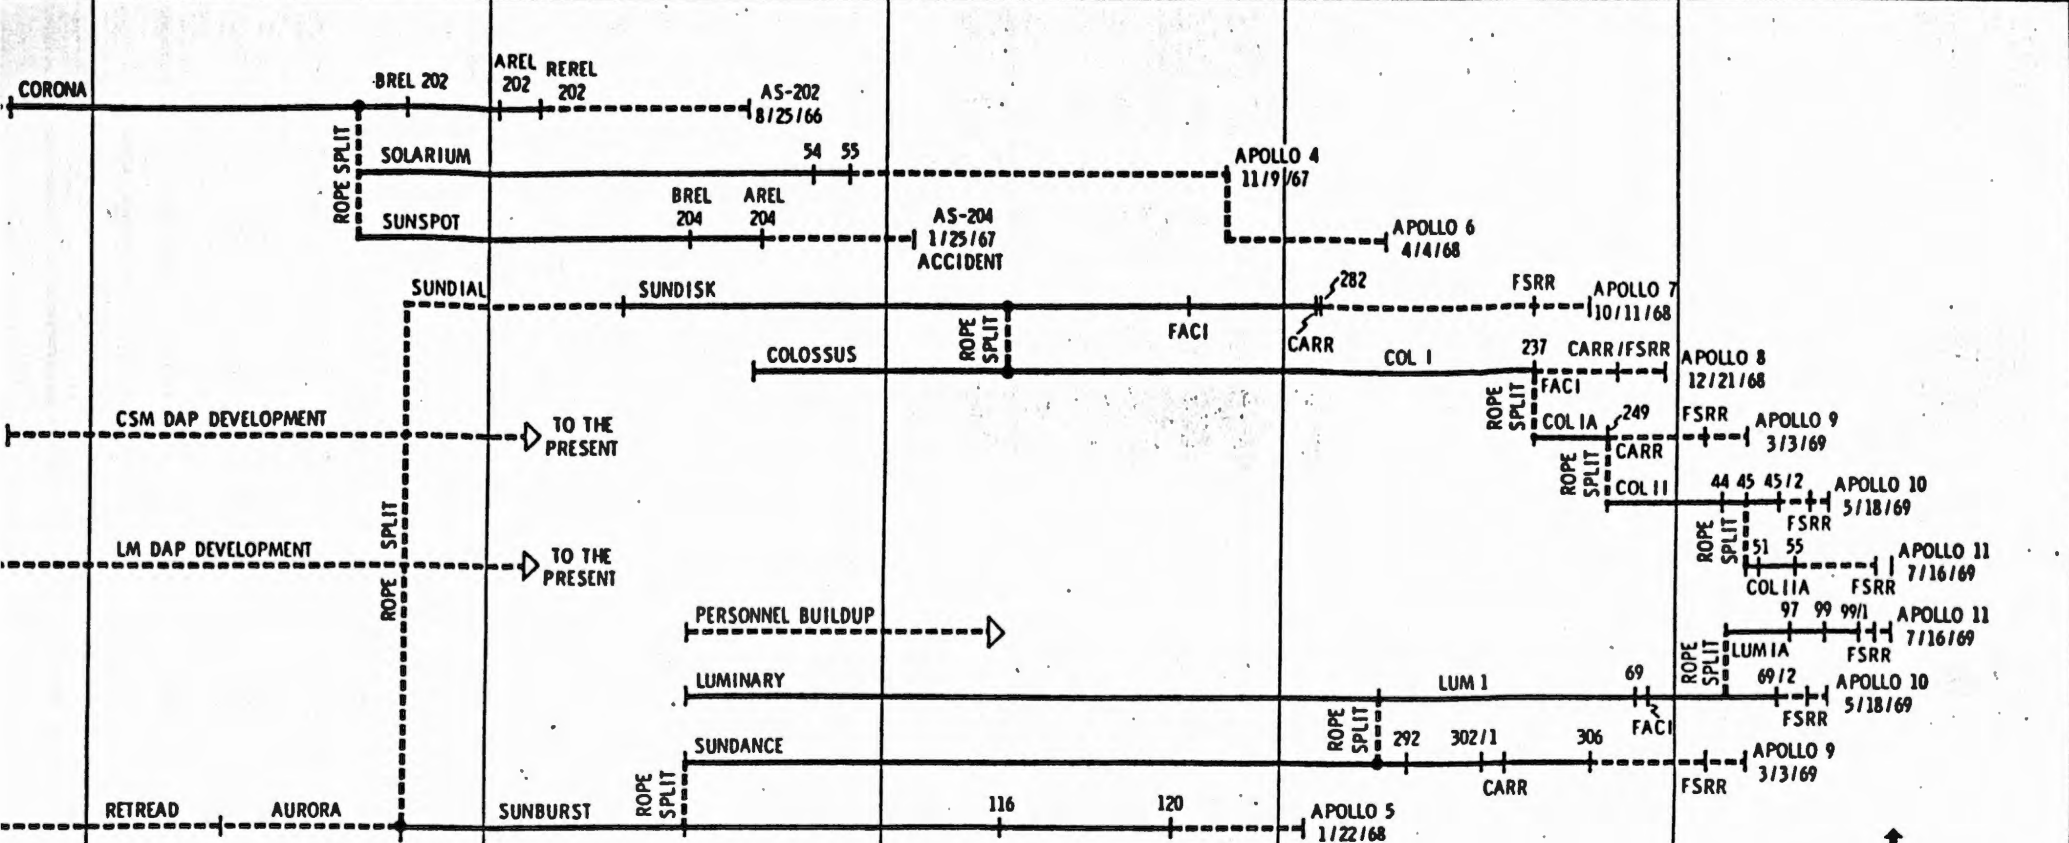 CORONA
BREL 202
AREL
202
REREL
202
AS-202
8/25/66
ROPE SPLIT
SOLARIUM
54
55
APOLLO 4
11/9/67
SUNSPOT
BREL
204
AREL
204
AS-204
1/25/67
ACCIDENT
APOLLO 6
4/4/68
SUNDIAL
SUNDISK
ROPE
SPLIT
FACI
CARR
282
FSRR
APOLLO 7
10/11/68
COLOSSUS
COL I
237
CARR/FSRR
APOLLO 8
12/21/68
FACI
ROPE
SPLIT
CSM DAP DEVELOPMENT
TO THE
PRESENT
COL IA
249
FSRR
APOLLO 9
3/3/69
CARR
ROPE
SPLIT
COL II
44
45
45/2
APOLLO 10
5/18/69
FSRR
ROPE SPLIT
LM DAP DEVELOPMENT
TO THE
PRESENT
ROPE
SPLIT
51
55
APOLLO 11
7/16/69
COL IIA
FSRR
PERSONNEL BUILDUP
97
99
99/1
APOLLO 11
7/16/69
LUM IA
FSRR
ROPE
SPLIT
LUMINARY
LUM 1
69
69/2
APOLLO 10
5/18/69
FACI
FSRR
ROPE
SPLIT
SUNDANCE
292
302/1
306
APOLLO 9
3/3/69
CARR
FSRR
ROPE
SPLIT
RETREAD
AURORA
SUNBURST
116
120
APOLLO 5
1/22/68